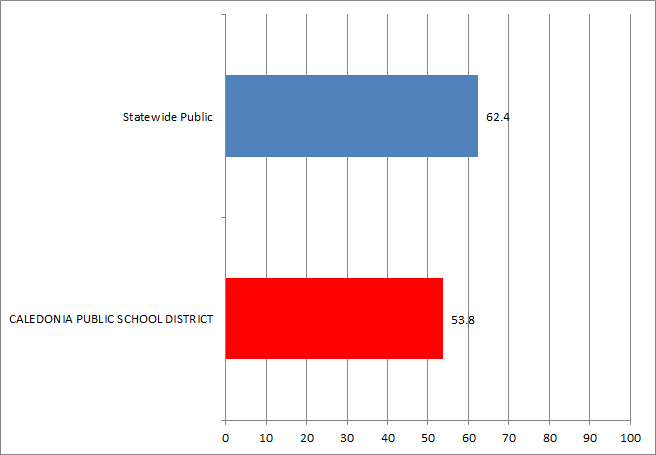 Statewide Public
62.4
CALEDONIA PUBLIC SCHOOL DISTRICT
53.8
0 10 20 30 40 50 60 70 80 90 100